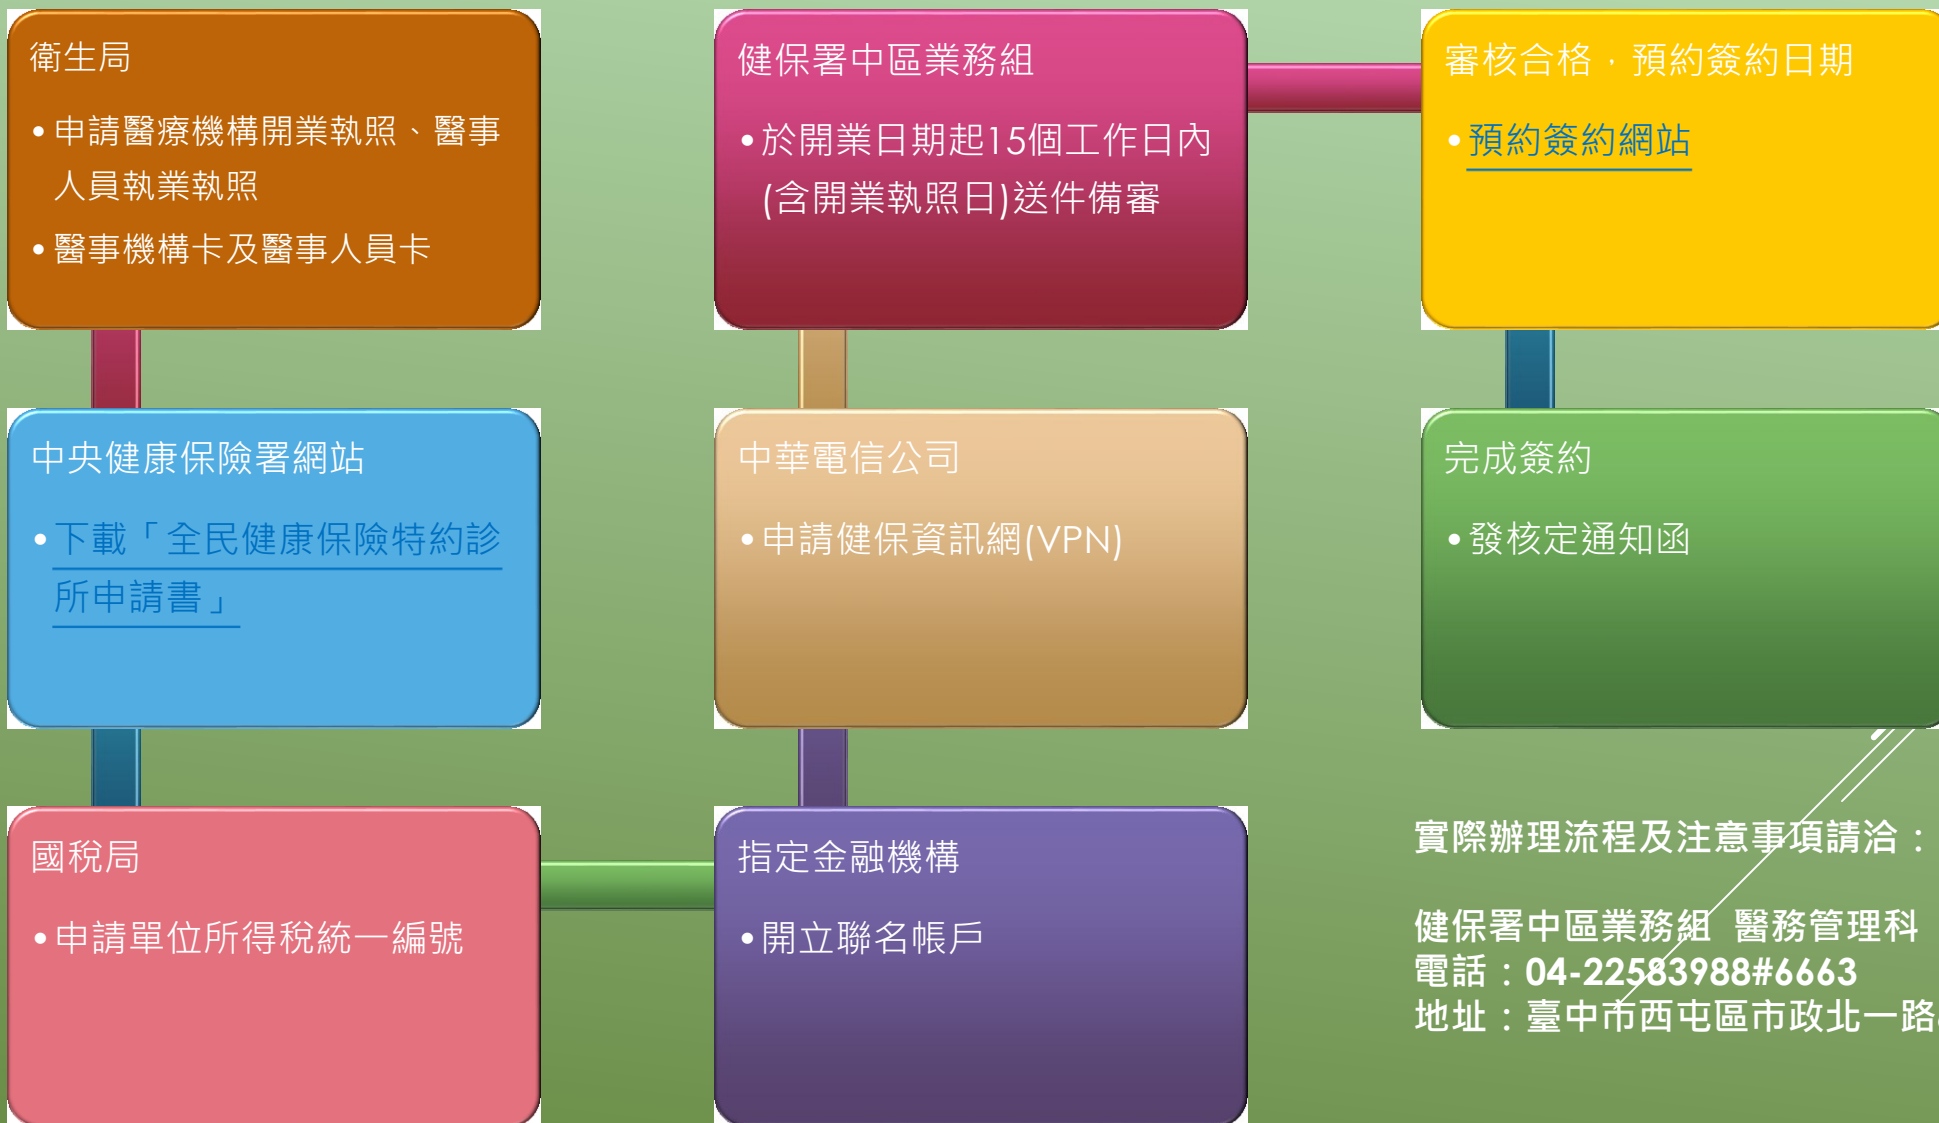 衛生局
•申請醫療機構開業執照、醫事
人員執業執照
•醫事機構卡及醫事人員卡
中央健康保險署網站
•下載「全民健康保險特約診
所申請書」
國稅局
•申請單位所得稅統一編號
指定金融機構
•開立聯名帳戶
中華電信公司
•申請健保資訊網(VPN)
健保署中區業務組
•於開業日期起15個工作日內
(含開業執照日)送件備審
審核合格，預約簽約日期
•預約簽約網站
完成簽約
•發核定通知函
實際辦理流程及注意事項請洽：
健保署中區業務組 醫務管理科
電話：04-22583988#6663
地址：臺中市西屯區市政北一路